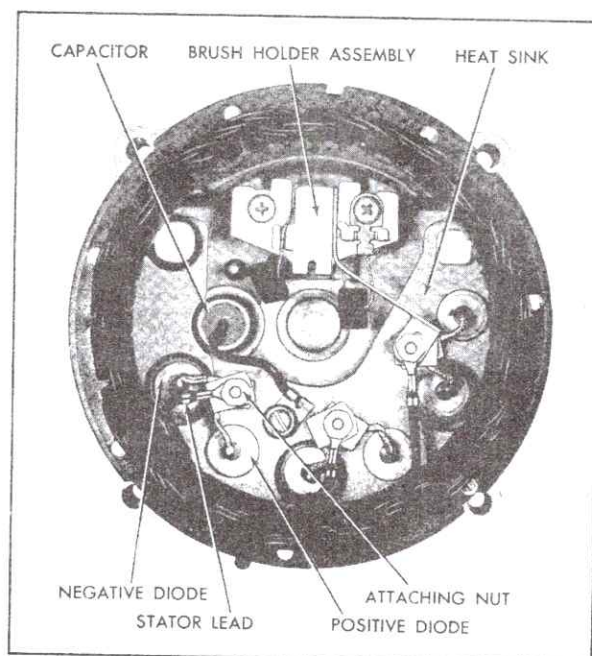 CAPACITOR BRUSH HOLDER ASSEMBLY HEAT SINK
NEGATIVE DIODE ATTACHING NUT
STATOR LEAD POSITIVE DIODE